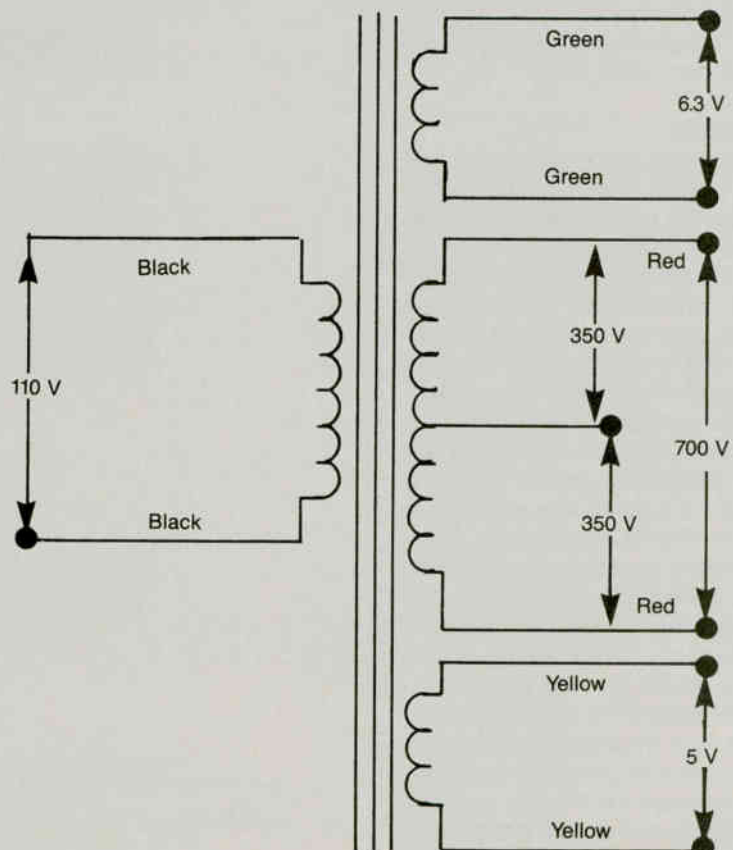 Green
6.3 V
Green
Black
Red
350 V
110 V
700 V
350 V
Black
Red
Yellow
5 V
Yellow